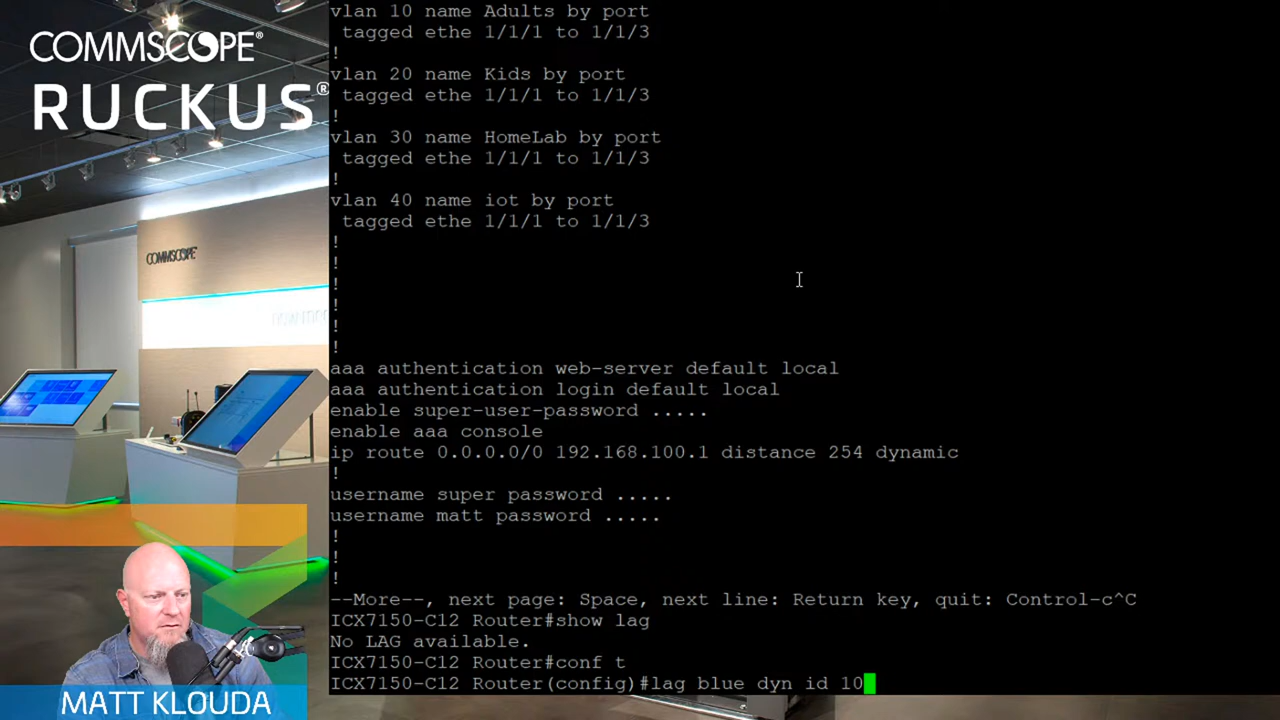 COMMSCOPE®
RUCKUS®
COMMSCOPE
vlan 10 name Adults by port
tagged ethe 1/1/1 to 1/1/3
!
vlan 20 name Kids by port
tagged ethe 1/1/1 to 1/1/3
!
vlan 30 name HomeLab by port
tagged ethe 1/1/1 to 1/1/3
!
vlan 40 name iot by port
tagged ethe 1/1/1 to 1/1/3
!
!
!
!
!
!
aaa authentication web-server default local
aaa authentication login default local
enable super-user-password .....
enable aaa console
ip route 0.0.0.0/0 192.168.100.1 distance 254 dynamic
!
username super password .....
username matt password .....
!
!
!
--More--, next page: Space, next line: Return key, quit: Control-c^C
ICX7150-C12 Router#show lag
No LAG available.
ICX7150-C12 Router#conf t
ICX7150-C12 Router(config)#lag blue dyn id 10
MATT KLOUDA